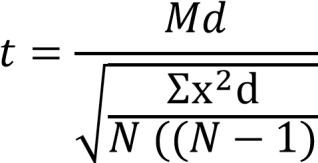 t = Md
√ Σx²d
N ((N − 1)